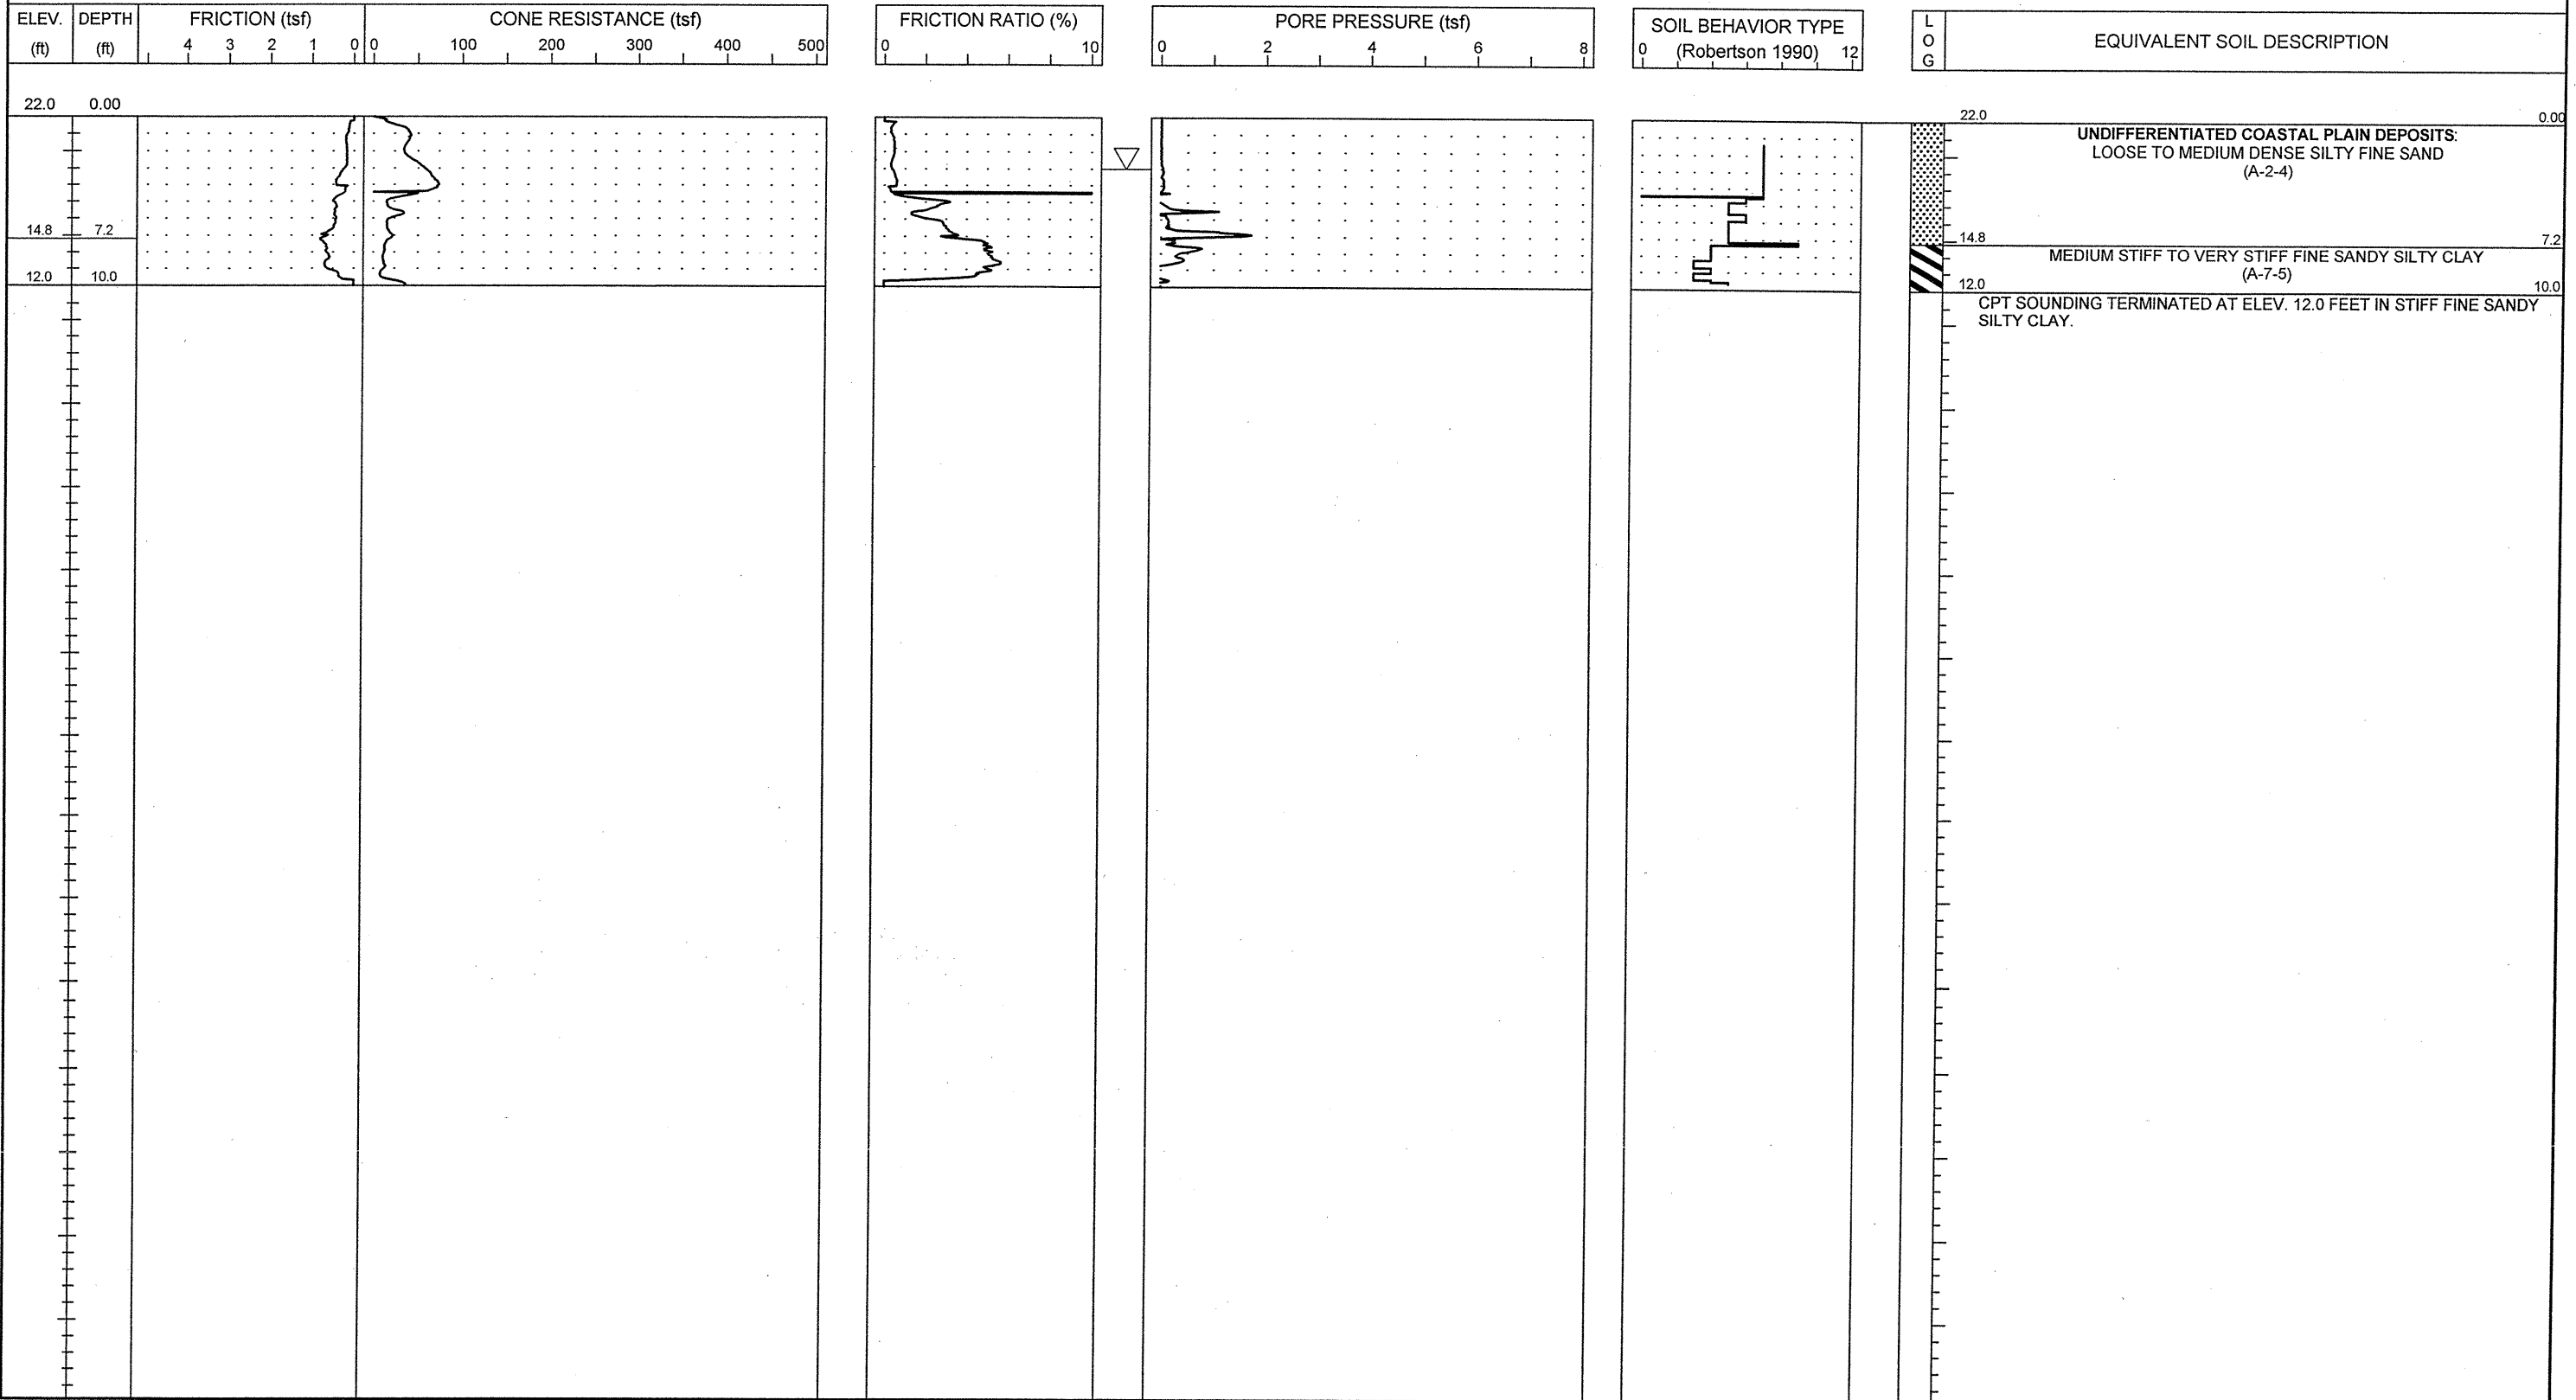 ELEV. DEPTH FRICTION (tsf) CONE RESISTANCE (tsf) FRICTION RATIO (%) PORE PRESSURE (tsf) SOIL BEHAVIOR TYPE L
(ft) (ft) 4 3 2 1 0 0 100 200 300 400 500 0 10 0 2 4 6 8 0 (Robertson 1990) 12 O EQUIVALENT SOIL DESCRIPTION
G
22.0 0.00
22.0 0.00
UNDIFFERENTIATED COASTAL PLAIN DEPOSITS:
LOOSE TO MEDIUM DENSE SILTY FINE SAND
(A-2-4)
14.8 7.2
14.8 7.2
MEDIUM STIFF TO VERY STIFF FINE SANDY SILTY CLAY
(A-7-5)
12.0 10.0
12.0 10.0
CPT SOUNDING TERMINATED AT ELEV. 12.0 FEET IN STIFF FINE SANDY
SILTY CLAY.